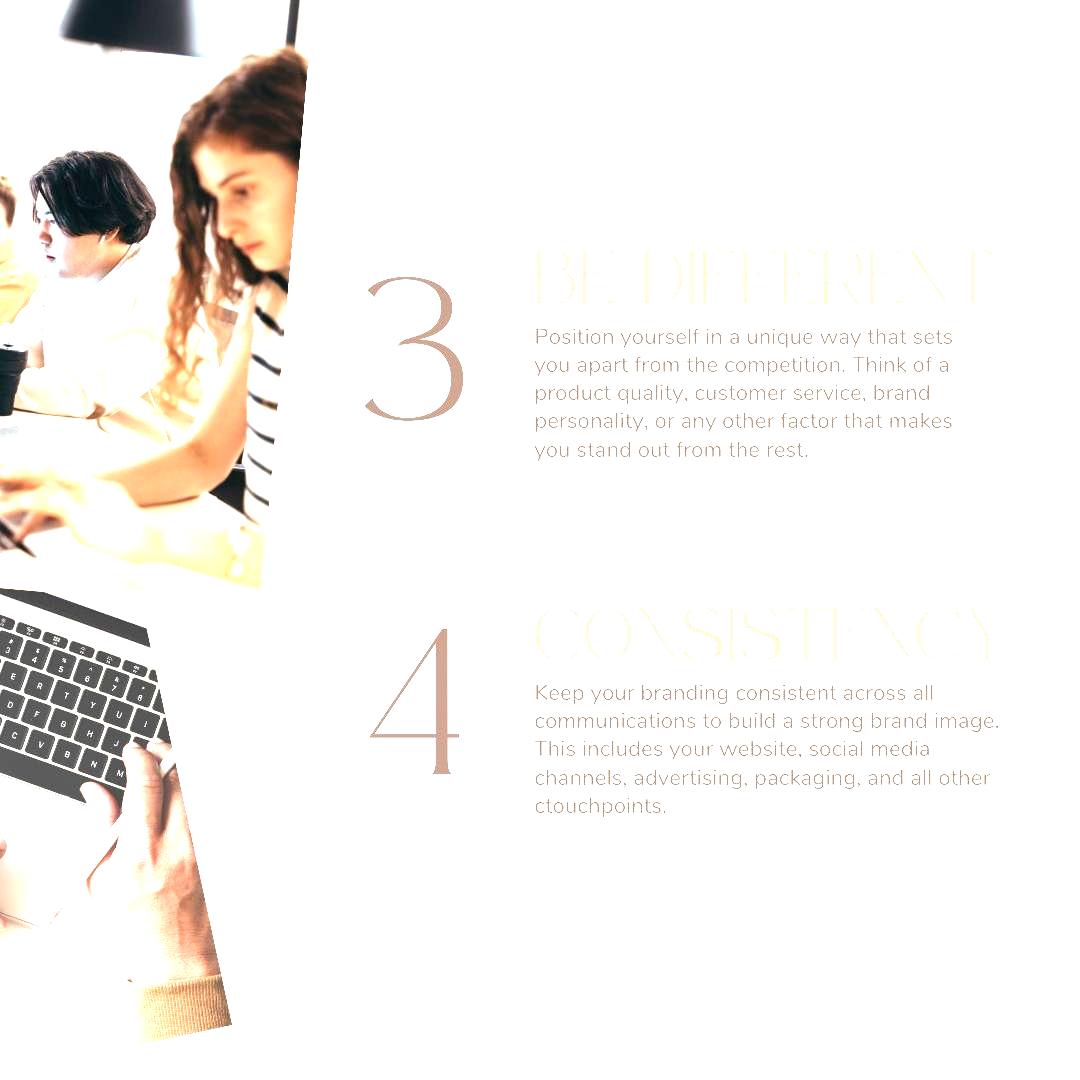 3
BE DIFFERENT
Position yourself in a unique way that sets
you apart from the competition. Think of a
product quality, customer service, brand
personality, or any other factor that makes
you stand out from the rest.
4
CONSISTENCY
Keep your branding consistent across all
communications to build a strong brand image.
This includes your website, social media
channels, advertising, packaging, and all other
ctouchpoints.